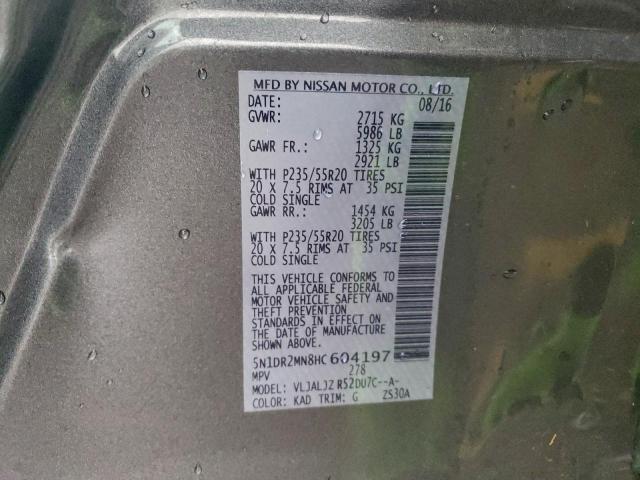 MFD BY NISSAN MOTOR CO., LTD.
DATE: 08/16
GVWR: 2715 KG
5986 LB
GAWR FR.: 1325 KG
2921 LB
WITH P235/55R20 TIRES
20 X 7.5 RIMS AT 35 PSI
COLD SINGLE
GAWR RR.: 1454 KG
3205 LB
WITH P235/55R20 TIRES
20 X 7.5 RIMS AT 35 PSI
COLD SINGLE
THIS VEHICLE CONFORMS TO
ALL APPLICABLE FEDERAL
MOTOR VEHICLE SAFETY AND
THEFT PREVENTION
STANDARDS IN EFFECT ON
THE DATE OF MANUFACTURE
SHOWN ABOVE.
5N1DR2MN8HC604197
MPV 278
MODEL: VLJALJZ R52DU7C--A-
COLOR: KAD TRIM: G ZS30A